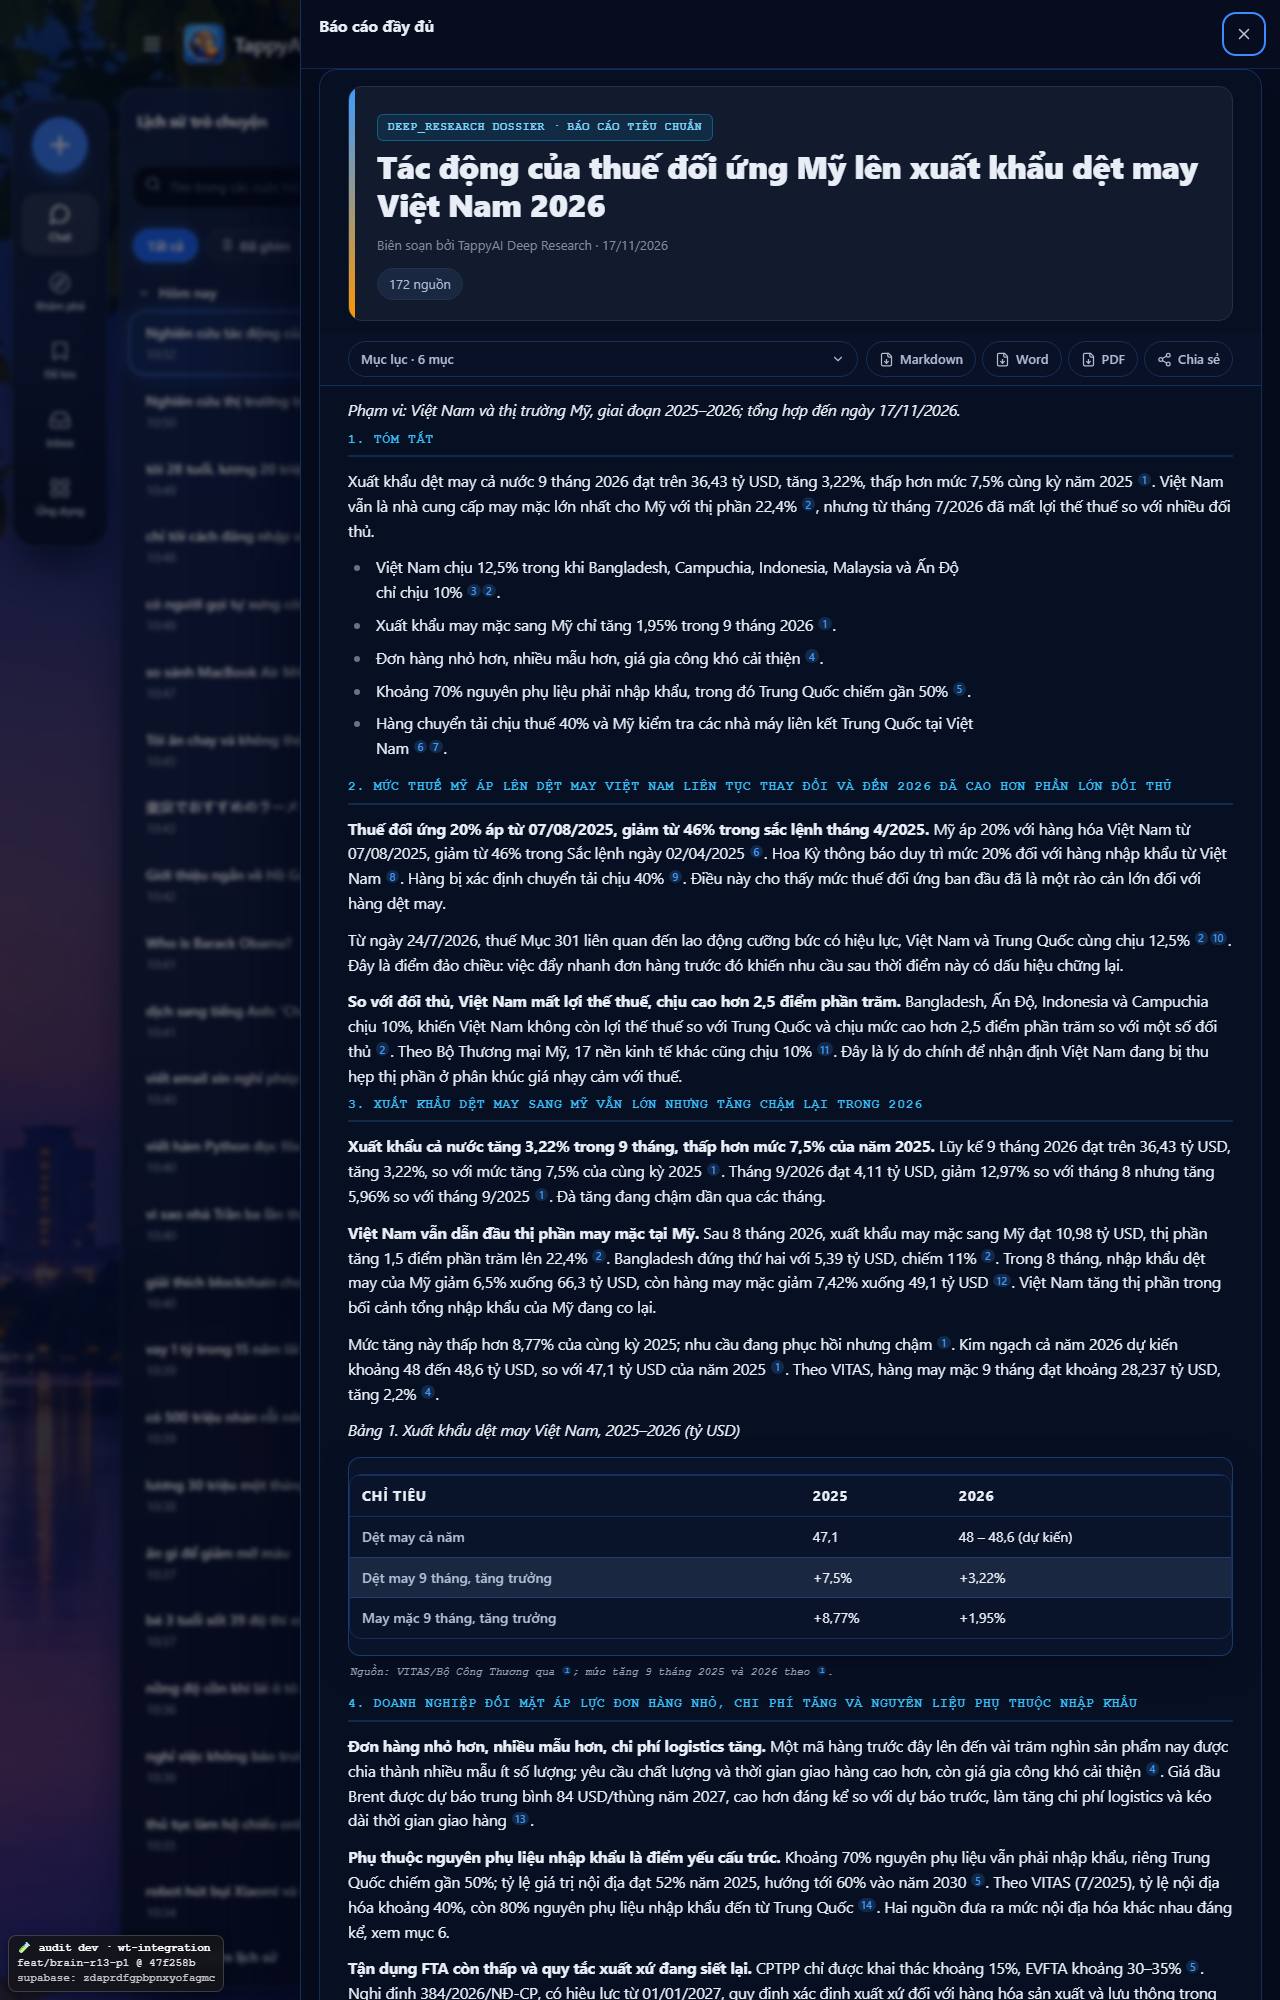 Báo cáo đầy đủ
TappyA
Lịch sử trò chuyện
Tất cả
Đã ghim
Hôm nay
Chat
Khám phá
Đã lưu
Inbox
Ứng dụng
DEEP_RESEARCH DOSSIER · BÁO CÁO TIÊU CHUẨN
Tác động của thuế đối ứng Mỹ lên xuất khẩu dệt may
Việt Nam 2026
Biên soạn bởi TappyAI Deep Research · 17/11/2026
172 nguồn
Mục lục · 6 mục
Markdown
Word
PDF
Chia sẻ
Phạm vi: Việt Nam và thị trường Mỹ, giai đoạn 2025–2026; tổng hợp đến ngày 17/11/2026.
1. TÓM TẮT
Xuất khẩu dệt may cả nước 9 tháng 2026 đạt trên 36,43 tỷ USD, tăng 3,22%, thấp hơn mức 7,5% cùng kỳ năm 2025 1 . Việt Nam
vẫn là nhà cung cấp may mặc lớn nhất cho Mỹ với thị phần 22,4% 2 , nhưng từ tháng 7/2026 đã mất lợi thế thuế so với nhiều đối
thủ.
• Việt Nam chịu 12,5% trong khi Bangladesh, Campuchia, Indonesia, Malaysia và Ấn Độ
chỉ chịu 10% 3 2 .
• Xuất khẩu may mặc sang Mỹ chỉ tăng 1,95% trong 9 tháng 2026 1 .
• Đơn hàng nhỏ hơn, nhiều mẫu hơn, giá gia công khó cải thiện 4 .
• Khoảng 70% nguyên phụ liệu phải nhập khẩu, trong đó Trung Quốc chiếm gần 50% 5 .
• Hàng chuyển tải chịu thuế 40% và Mỹ kiểm tra các nhà máy liên kết Trung Quốc tại Việt
Nam 6 7 .
2. MỨC THUẾ MỸ ÁP LÊN DỆT MAY VIỆT NAM LIÊN TỤC THAY ĐỔI VÀ ĐẾN 2026 ĐÃ CAO HƠN PHẦN LỚN ĐỐI THỦ
Thuế đối ứng 20% áp từ 07/08/2025, giảm từ 46% trong sắc lệnh tháng 4/2025. Mỹ áp 20% với hàng hóa Việt Nam từ
07/08/2025, giảm từ 46% trong Sắc lệnh ngày 02/04/2025 6 . Hoa Kỳ thông báo duy trì mức 20% đối với hàng nhập khẩu từ Việt
Nam 8 . Hàng bị xác định chuyển tải chịu 40% 9 . Điều này cho thấy mức thuế đối ứng ban đầu đã là một rào cản lớn đối với
hàng dệt may.
Từ ngày 24/7/2026, thuế Mục 301 liên quan đến lao động cưỡng bức có hiệu lực, Việt Nam và Trung Quốc cùng chịu 12,5% 2 10 .
Đây là điểm đảo chiều: việc đẩy nhanh đơn hàng trước đó khiến nhu cầu sau thời điểm này có dấu hiệu chững lại.
So với đối thủ, Việt Nam mất lợi thế thuế, chịu cao hơn 2,5 điểm phần trăm. Bangladesh, Ấn Độ, Indonesia và Campuchia
chịu 10%, khiến Việt Nam không còn lợi thế thuế so với Trung Quốc và chịu mức cao hơn 2,5 điểm phần trăm so với một số đối
thủ 2 . Theo Bộ Thương mại Mỹ, 17 nền kinh tế khác cũng chịu 10% 11 . Đây là lý do chính để nhận định Việt Nam đang bị thu
hẹp thị phần ở phân khúc giá nhạy cảm với thuế.
3. XUẤT KHẨU DỆT MAY SANG MỸ VẪN LỚN NHƯNG TĂNG CHẬM LẠI TRONG 2026
Xuất khẩu cả nước tăng 3,22% trong 9 tháng, thấp hơn mức 7,5% của năm 2025. Lũy kế 9 tháng 2026 đạt trên 36,43 tỷ USD,
tăng 3,22%, so với mức tăng 7,5% của cùng kỳ 2025 1 . Tháng 9/2026 đạt 4,11 tỷ USD, giảm 12,97% so với tháng 8 nhưng tăng
5,96% so với tháng 9/2025 1 . Đà tăng đang chậm dần qua các tháng.
Việt Nam vẫn dẫn đầu thị phần may mặc tại Mỹ. Sau 8 tháng 2026, xuất khẩu may mặc sang Mỹ đạt 10,98 tỷ USD, thị phần
tăng 1,5 điểm phần trăm lên 22,4% 2 . Bangladesh đứng thứ hai với 5,39 tỷ USD, chiếm 11% 2 . Trong 8 tháng, nhập khẩu dệt
may của Mỹ giảm 6,5% xuống 66,3 tỷ USD, còn hàng may mặc giảm 7,42% xuống 49,1 tỷ USD 12 . Việt Nam tăng thị phần trong
bối cảnh tổng nhập khẩu của Mỹ đang co lại.
Mức tăng này thấp hơn 8,77% của cùng kỳ 2025; nhu cầu đang phục hồi nhưng chậm 1 . Kim ngạch cả năm 2026 dự kiến
khoảng 48 đến 48,6 tỷ USD, so với 47,1 tỷ USD của năm 2025 1 . Theo VITAS, hàng may mặc 9 tháng đạt khoảng 28,237 tỷ USD,
tăng 2,2% 4 .
Bảng 1. Xuất khẩu dệt may Việt Nam, 2025–2026 (tỷ USD)
CHỈ TIÊU 2025 2026
Dệt may cả năm 47,1 48 – 48,6 (dự kiến)
Dệt may 9 tháng, tăng trưởng +7,5% +3,22%
May mặc 9 tháng, tăng trưởng +8,77% +1,95%
Nguồn: VITAS/Bộ Công Thương qua 1 ; mức tăng 9 tháng 2025 và 2026 theo 1 .
4. DOANH NGHIỆP ĐỐI MẶT ÁP LỰC ĐƠN HÀNG NHỎ, CHI PHÍ TĂNG VÀ NGUYÊN LIỆU PHỤ THUỘC NHẬP KHẨU
Đơn hàng nhỏ hơn, nhiều mẫu hơn, chi phí logistics tăng. Một mã hàng trước đây lên đến vài trăm nghìn sản phẩm nay được
chia thành nhiều mẫu ít số lượng; yêu cầu chất lượng và thời gian giao hàng cao hơn, còn giá gia công khó cải thiện 4 . Giá dầu
Brent được dự báo trung bình 84 USD/thùng năm 2027, cao hơn đáng kể so với dự báo trước, làm tăng chi phí logistics và kéo
dài thời gian giao hàng 13 .
Phụ thuộc nguyên phụ liệu nhập khẩu là điểm yếu cấu trúc. Khoảng 70% nguyên phụ liệu vẫn phải nhập khẩu, riêng Trung
Quốc chiếm gần 50%; tỷ lệ giá trị nội địa đạt 52% năm 2025, hướng tới 60% vào năm 2030 5 . Theo VITAS (7/2025), tỷ lệ nội địa
hóa khoảng 40%, còn 80% nguyên phụ liệu nhập khẩu đến từ Trung Quốc 14 . Hai nguồn đưa ra mức nội địa hóa khác nhau đáng
kể, xem mục 6.
Tận dụng FTA còn thấp và quy tắc xuất xứ đang siết lại. CPTPP chỉ được khai thác khoảng 15%, EVFTA khoảng 30–35% 5 .
Nghị định 384/2026/NĐ-CP, có hiệu lực từ 01/01/2027, quy định xác định xuất xứ đối với hàng hóa sản xuất và lưu thông trong
audit dev · wt-integration
feat/brain-r13-p1 @ 47f258b
supabase: zdaprdfgpbpnxyofagmc